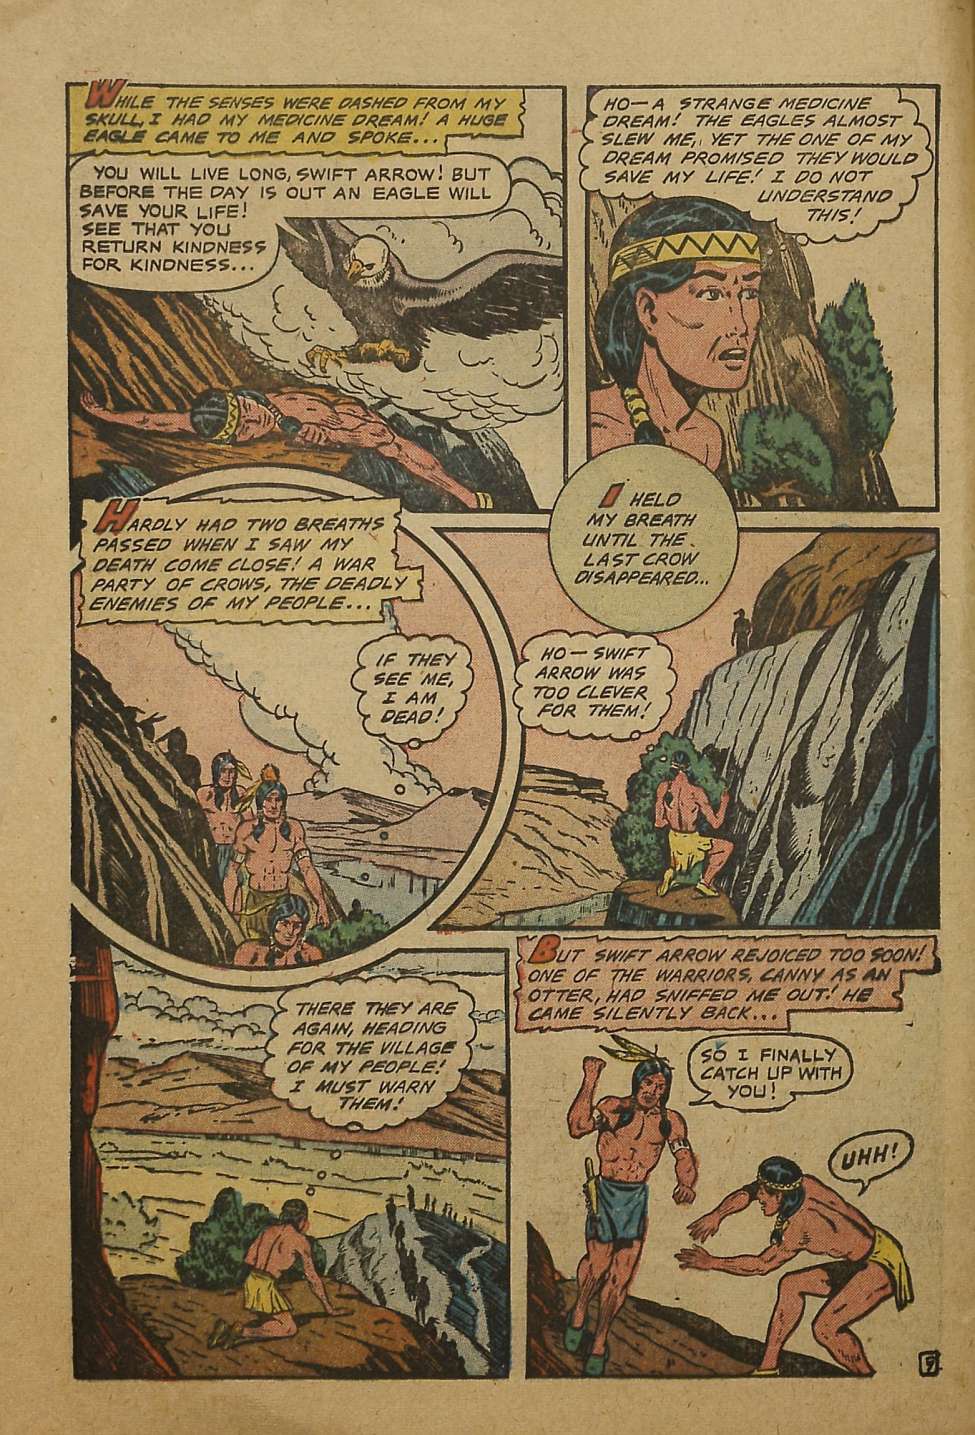 WHILE THE SENSES WERE DASHED FROM MY
SKULL, I HAD MY MEDICINE DREAM! A HUGE
EAGLE CAME TO ME AND SPOKE...
YOU WILL LIVE LONG, SWIFT ARROW! BUT
BEFORE THE DAY IS OUT AN EAGLE WILL
SAVE YOUR LIFE!
SEE THAT YOU
RETURN KINDNESS
FOR KINDNESS...
HO— A STRANGE MEDICINE
DREAM! THE EAGLES ALMOST
SLEW ME, YET THE ONE OF MY
DREAM PROMISED THEY WOULD
SAVE MY LIFE! I DO NOT
UNDERSTAND
THIS!
HARDLY HAD TWO BREATHS
PASSED WHEN I SAW MY
DEATH COME CLOSE! A WAR
PARTY OF CROWS, THE DEADLY
ENEMIES OF MY PEOPLE...
IF THEY
SEE ME,
I AM
DEAD!
I HELD
MY BREATH
UNTIL THE
LAST CROW
DISAPPEARED...
HO— SWIFT
ARROW WAS
TOO CLEVER
FOR THEM!
THERE THEY ARE
AGAIN, HEADING
FOR THE VILLAGE
OF MY PEOPLE!
I MUST WARN
THEM!
BUT SWIFT ARROW REJOICED TOO SOON!
ONE OF THE WARRIORS, CANNY AS AN
OTTER, HAD SNIFFED ME OUT! HE
CAME SILENTLY BACK...
SO I FINALLY
CATCH UP WITH
YOU!
UHH!
5